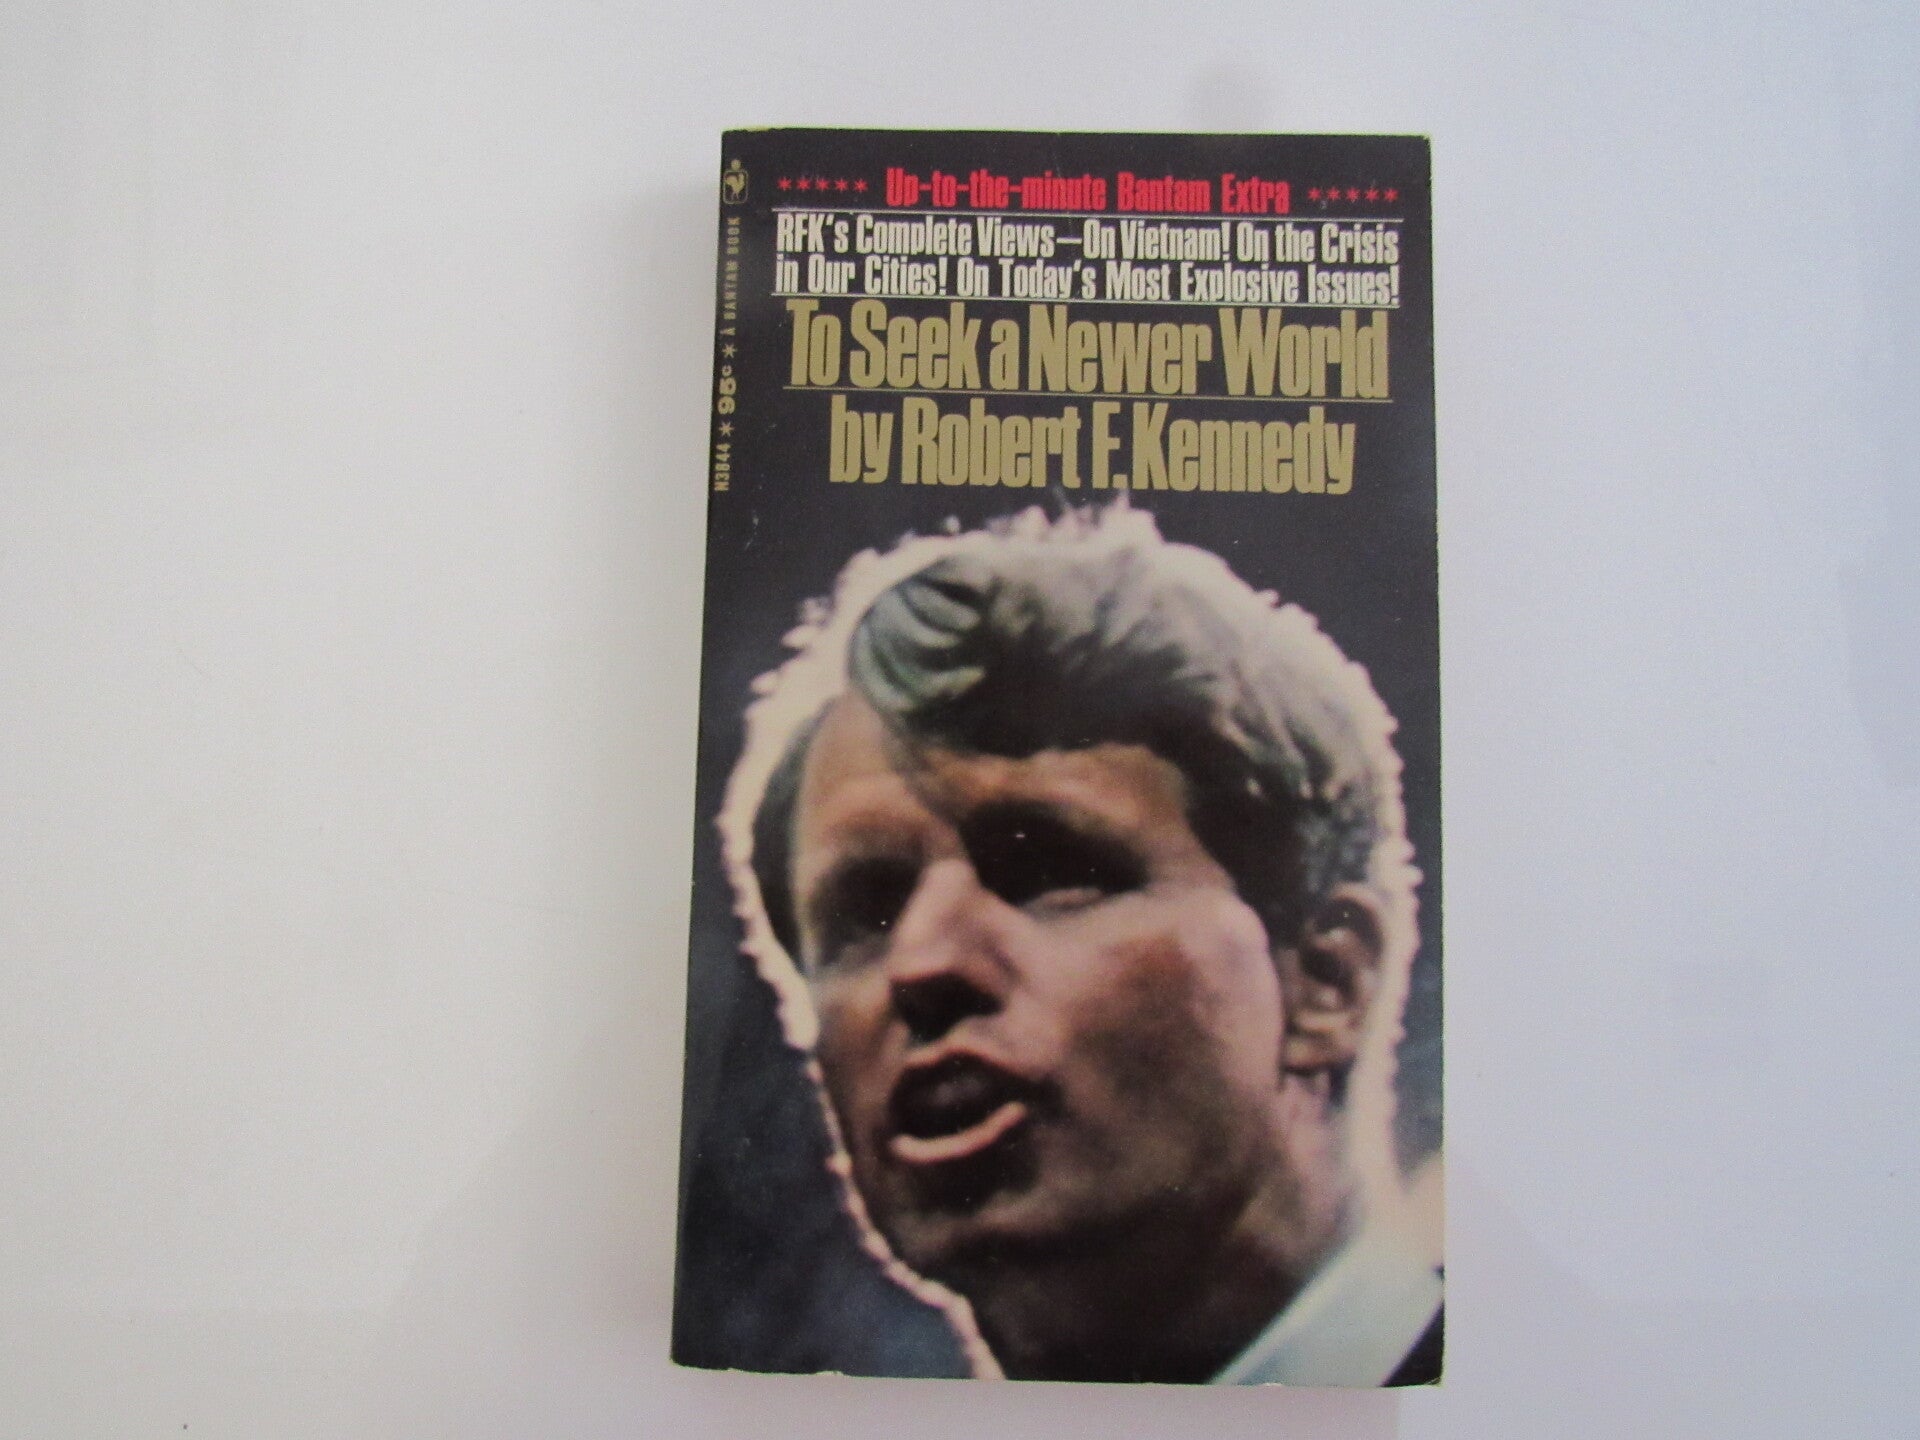 ***** Up-to-the-minute Bantam Extra *****
RFK's Complete Views—On Vietnam! On the Crisis
in Our Cities! On Today's Most Explosive Issues!
To Seek a Newer World
by Robert F. Kennedy
N3844 * 95c * A BANTAM BOOK